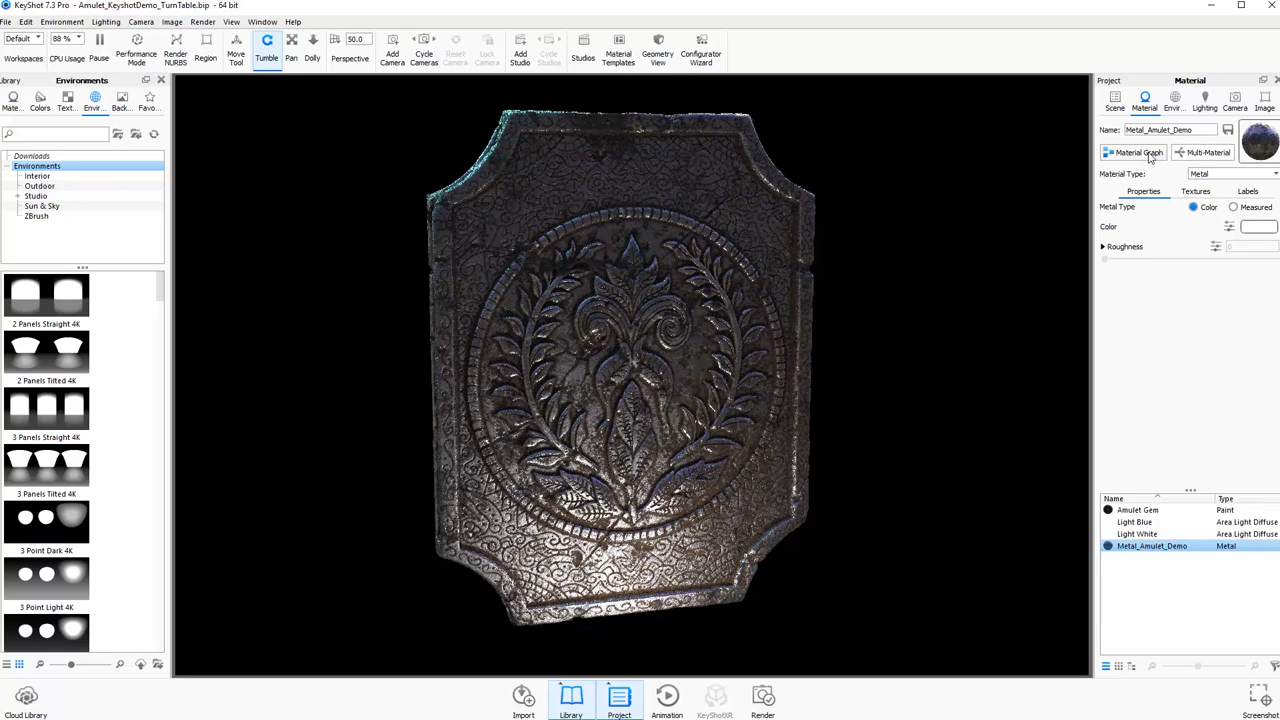 KeyShot 7.3 Pro - Amulet_KeyshotDemo_TurnTable.bip - 64 bit
File Edit Environment Lighting Camera Image Render View Window Help
Default 88 % 50.0
Workspaces CPU Usage Pause Performance Mode Render NURBS Region Move Tool Tumble Pan Dolly Perspective Add Camera Cycle Cameras Reset Camera Lock Camera Add Studio Cycle Studios Studios Material Templates Geometry View Configurator Wizard
Library Environments
Mate... Colors Text... Envir... Back... Favo...
Downloads
Environments
Interior
Outdoor
Studio
Sun & Sky
ZBrush
2 Panels Straight 4K
2 Panels Tilted 4K
3 Panels Straight 4K
3 Panels Tilted 4K
3 Point Dark 4K
3 Point Light 4K
Project Material
Scene Material Envir... Lighting Camera Image
Name: Metal_Amulet_Demo
Material Graph Multi-Material
Material Type: Metal
Properties Textures Labels
Metal Type Color Measured
Color
Roughness 0
Name Type
Amulet Gem Paint
Light Blue Area Light Diffuse
Light White Area Light Diffuse
Metal_Amulet_Demo Metal
Cloud Library Import Library Project Animation KeyShotXR Render Screenshot